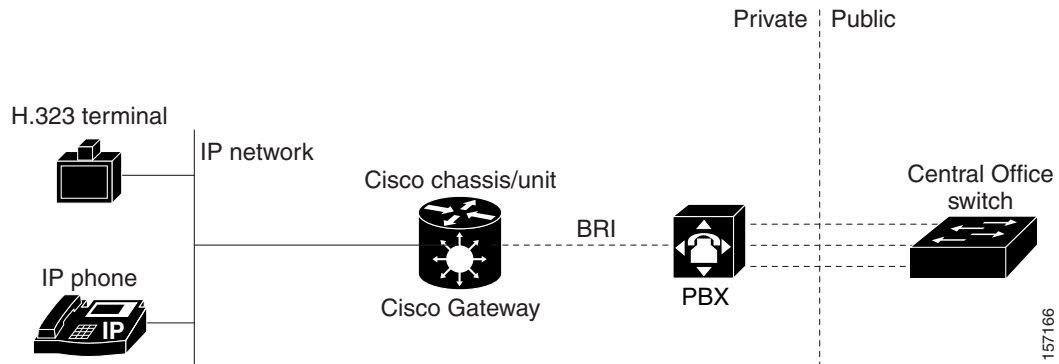 Private
Public
H.323 terminal
IP network
Cisco chassis/unit
Central Office
switch
BRI
IP phone
IP
Cisco Gateway
PBX
157166